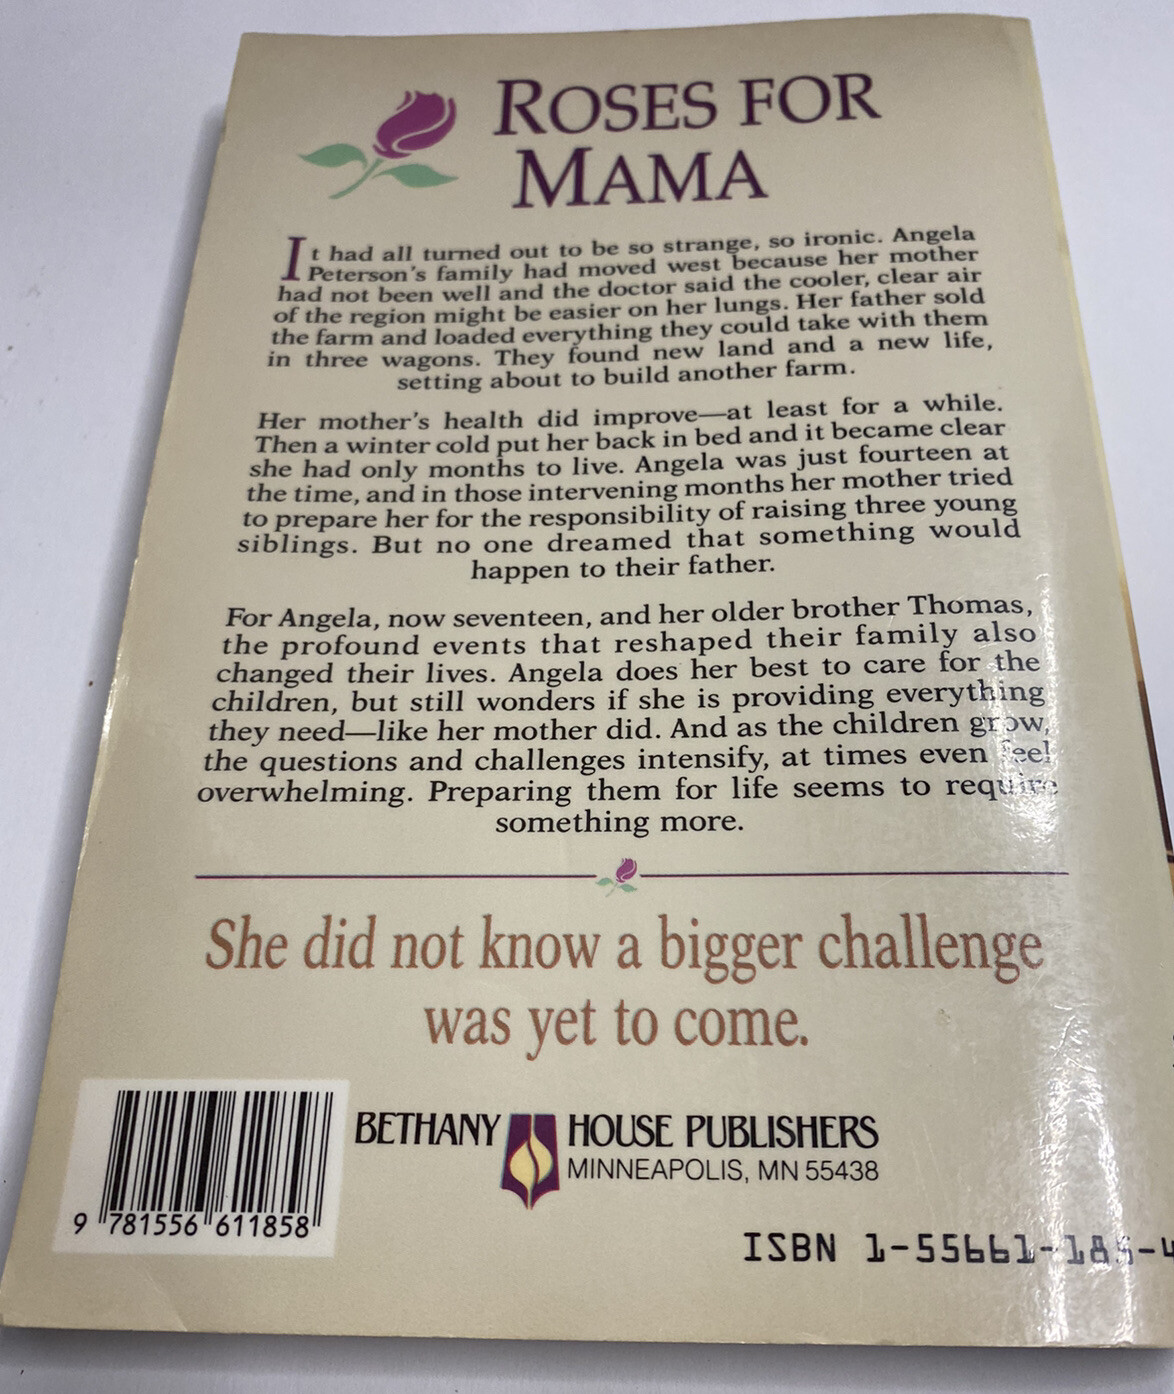 ROSES FOR
MAMA
It had all turned out to be so strange, so ironic. Angela
Peterson's family had moved west because her mother
had not been well and the doctor said the cooler, clear air
of the region might be easier on her lungs. Her father sold
the farm and loaded everything they could take with them
in three wagons. They found new land and a new life,
setting about to build another farm.
Her mother's health did improve—at least for a while.
Then a winter cold put her back in bed and it became clear
she had only months to live. Angela was just fourteen at
the time, and in those intervening months her mother tried
to prepare her for the responsibility of raising three young
siblings. But no one dreamed that something would
happen to their father.
For Angela, now seventeen, and her older brother Thomas,
the profound events that reshaped their family also
changed their lives. Angela does her best to care for the
children, but still wonders if she is providing everything
they need—like her mother did. And as the children grow,
the questions and challenges intensify, at times even feel
overwhelming. Preparing them for life seems to require
something more.
She did not know a bigger challenge
was yet to come.
BETHANY HOUSE PUBLISHERS
MINNEAPOLIS, MN 55438
9 781556 611858
ISBN 1-55661-185-4